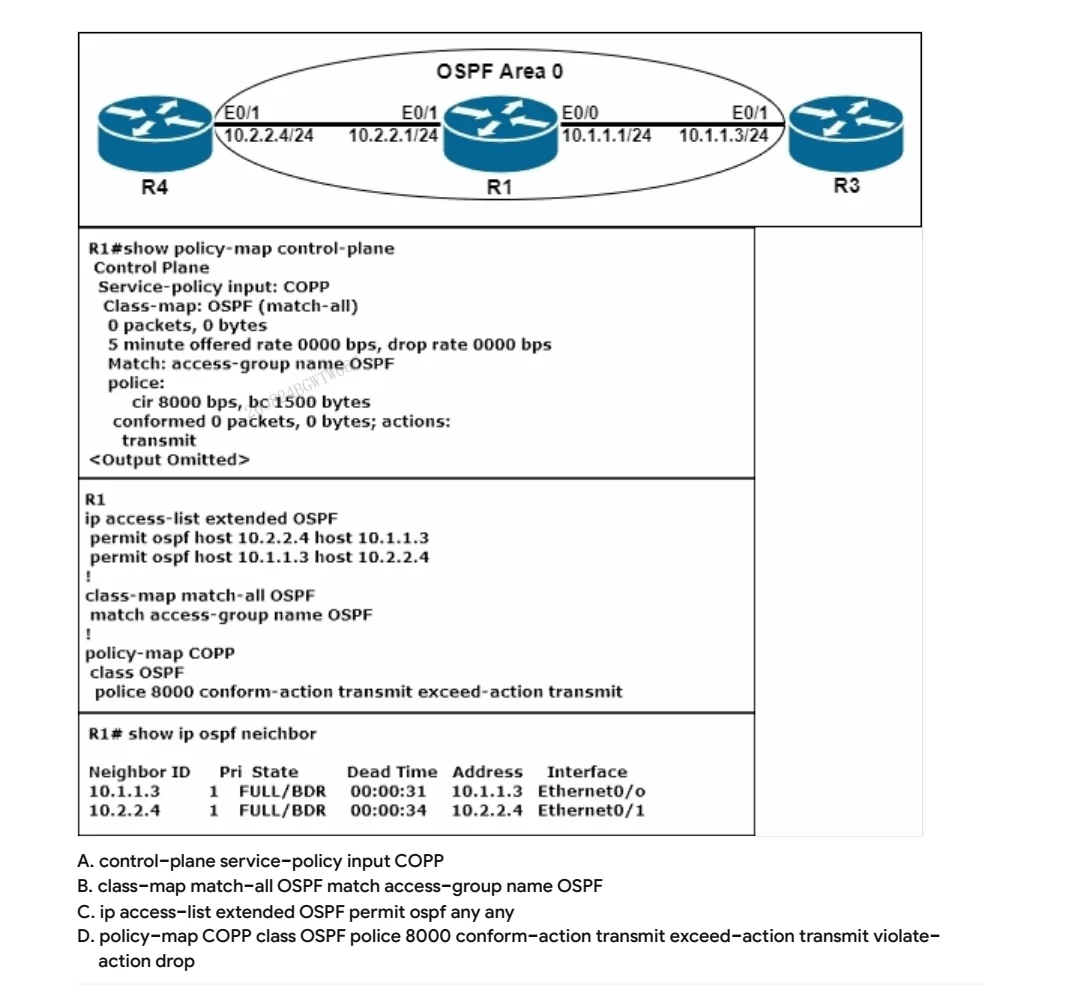 OSPF Area 0
E0/1 E0/1 E0/0 E0/1
10.2.2.4/24 10.2.2.1/24 10.1.1.1/24 10.1.1.3/24
R4 R1 R3
R1#show policy-map control-plane
Control Plane
Service-policy input: COPP
Class-map: OSPF (match-all)
0 packets, 0 bytes
5 minute offered rate 0000 bps, drop rate 0000 bps
Match: access-group name OSPF
police:
cir 8000 bps, bc 1500 bytes
conformed 0 packets, 0 bytes; actions:
transmit
<Output Omitted>
R1
ip access-list extended OSPF
permit ospf host 10.2.2.4 host 10.1.1.3
permit ospf host 10.1.1.3 host 10.2.2.4
!
class-map match-all OSPF
match access-group name OSPF
!
policy-map COPP
class OSPF
police 8000 conform-action transmit exceed-action transmit
R1# show ip ospf neichbor
Neighbor ID Pri State Dead Time Address Interface
10.1.1.3 1 FULL/BDR 00:00:31 10.1.1.3 Ethernet0/o
10.2.2.4 1 FULL/BDR 00:00:34 10.2.2.4 Ethernet0/1
A. control-plane service-policy input COPP
B. class-map match-all OSPF match access-group name OSPF
C. ip access-list extended OSPF permit ospf any any
D. policy-map COPP class OSPF police 8000 conform-action transmit exceed-action transmit violate-
action drop